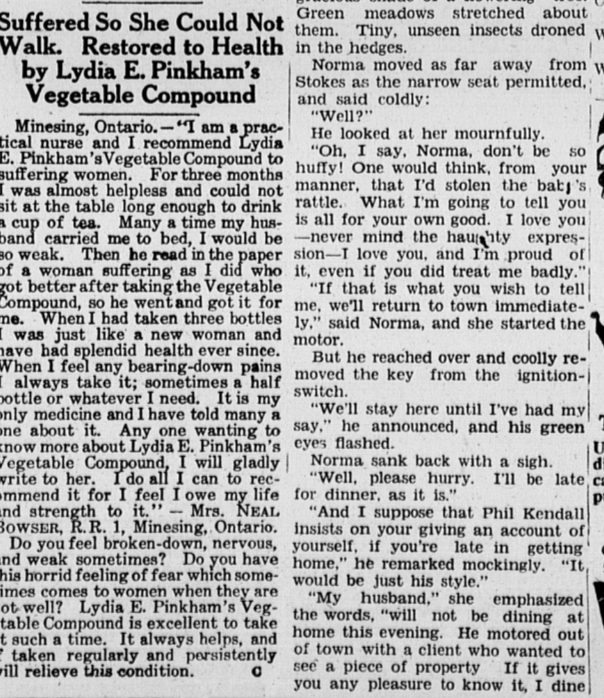 Suffered So She Could Not
Walk. Restored to Health
by Lydia E. Pinkham's
Vegetable Compound
Minesing, Ontario.—"I am a prac-
tical nurse and I recommend Lydia
E. Pinkham's Vegetable Compound to
suffering women. For three months
I was almost helpless and could not
sit at the table long enough to drink
a cup of tea. Many a time my hus-
band carried me to bed, I would be
so weak. Then he read in the paper
of a woman suffering as I did who
got better after taking the Vegetable
Compound, so he went and got it for
me. When I had taken three bottles
I was just like a new woman and
have had splendid health ever since.
When I feel any bearing-down pains
I always take it; sometimes a half
bottle or whatever I need. It is my
only medicine and I have told many a
one about it. Any one wanting to
know more about Lydia E. Pinkham's
Vegetable Compound, I will gladly
write to her. I do all I can to rec-
ommend it for I feel I owe my life
and strength to it."—Mrs. NEAL
BOWSER, R.R. 1, Minesing, Ontario.
Do you feel broken-down, nervous,
and weak sometimes? Do you have
this horrid feeling of fear which some-
times comes to women when they are
not well? Lydia E. Pinkham's Veg-
etable Compound is excellent to take
at such a time. It always helps, and
if taken regularly and persistently
will relieve this condition. C
Green meadows stretched about
them. Tiny, unseen insects droned
in the hedges.
Norma moved as far away from
Stokes as the narrow seat permitted,
and said coldly:
"Well?"
He looked at her mournfully.
"Oh, I say, Norma, don't be so
huffy! One would think, from your
manner, that I'd stolen the baby's
rattle. What I'm going to tell you
is all for your own good. I love you
—never mind the haughty expres-
sion—I love you, and I'm proud of
it, even if you did treat me badly."
"If that is what you wish to tell
me, we'll return to town immediate-
ly," said Norma, and she started the
motor.
But he reached over and coolly re-
moved the key from the ignition-
switch.
"We'll stay here until I've had my
say," he announced, and his green
eyes flashed.
Norma sank back with a sigh.
"Well, please hurry. I'll be late
for dinner, as it is."
"And I suppose that Phil Kendall
insists on your giving an account of
yourself, if you're late in getting
home," he remarked mockingly. "It
would be just his style."
"My husband," she emphasized
the words, "will not be dining at
home this evening. He motored out
of town with a client who wanted to
see a piece of property If it gives
you any pleasure to know it, I dine